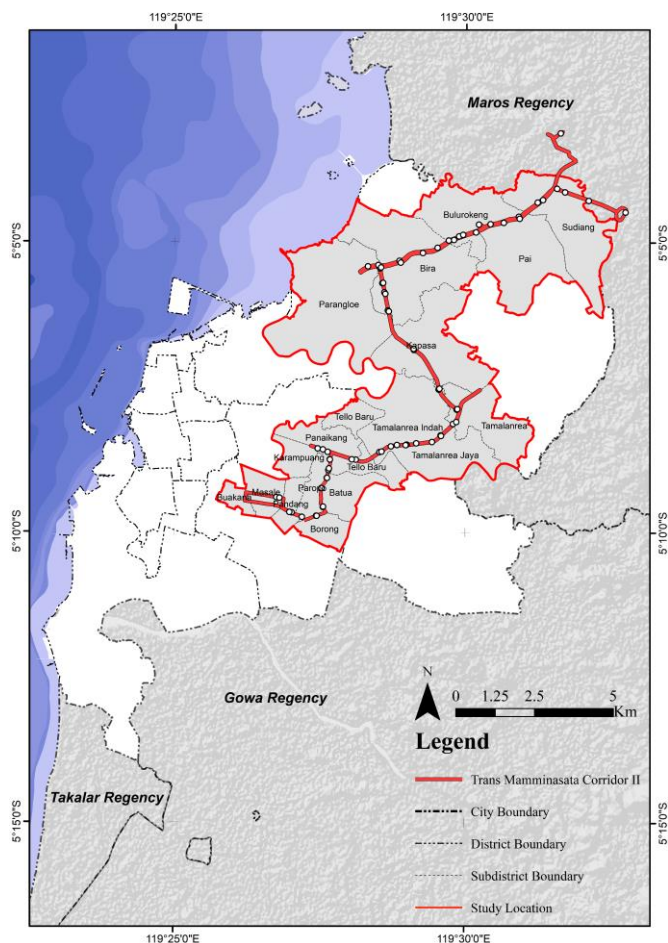 119°25'0"E
119°30'0"E
Maros Regency
Bulurokeng
Sudiang
5°5'0"S
5°5'0"S
Pai
Bira
Parangloe
Kapasa
Tello Baru
Tamalanrea Indah
Tamalanrea
Panaikang
Karampuang
Tello Baru
Tamalanrea Jaya
Masale
Paropo
Batua
Pandang
Borong
5°10'0"S
5°10'0"S
N
Gowa Regency
0 1.25 2.5 5
Km
Legend
Trans Mamminasata Corridor II
Takalar Regency
City Boundary
5°15'0"S
5°15'0"S
District Boundary
Subdistrict Boundary
Study Location
119°25'0"E
119°30'0"E